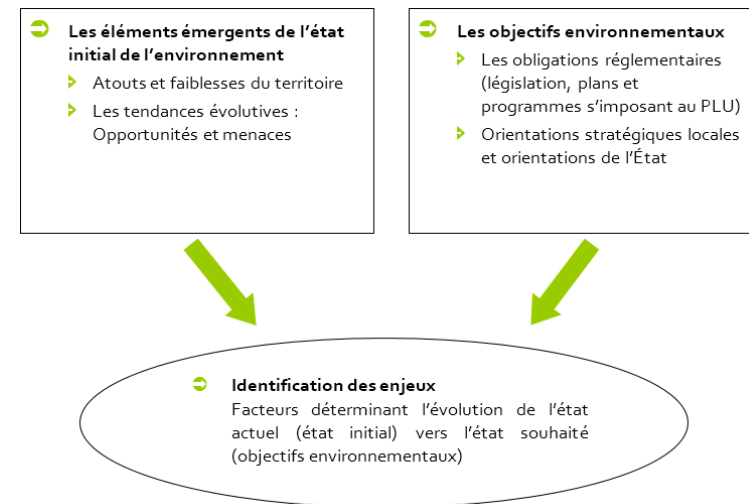 Les éléments émergents de l'état
initial de l'environnement
Atouts et faiblesses du territoire
Les tendances évolutives :
Opportunités et menaces
Les objectifs environnementaux
Les obligations réglementaires
(législation, plans et
programmes s'imposant au PLU)
Orientations stratégiques locales
et orientations de l'État
Identification des enjeux
Facteurs déterminant l'évolution de l'état
actuel (état initial) vers l'état souhaité
(objectifs environnementaux)